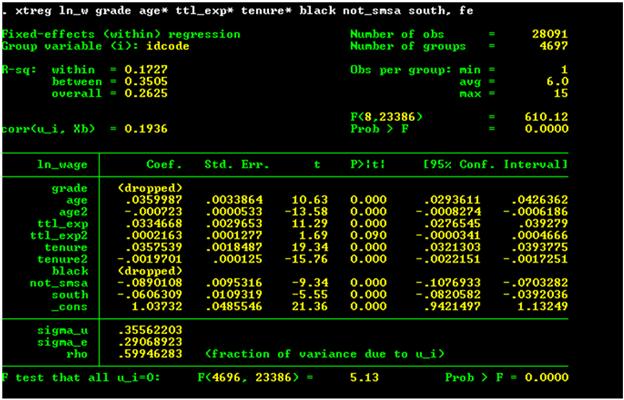 . xtreg ln_w grade age* ttl_exp* tenure* black not_smsa south, fe
Fixed-effects (within) regression Number of obs = 28091
Group variable (i): idcode Number of groups = 4697
R-sq: within = 0.1727 Obs per group: min = 1
between = 0.3505 avg = 6.0
overall = 0.2625 max = 15
F(8,23386) = 610.12
corr(u_i, Xb) = 0.1936 Prob > F = 0.0000
ln_wage Coef. Std. Err. t P>|t| [95% Conf. Interval]
grade (dropped)
age .0359987 .0033864 10.63 0.000 .0293611 .0426362
age2 -.000723 .0000533 -13.58 0.000 -.0008274 -.0006186
ttl_exp .0334668 .0029653 11.29 0.000 .0276545 .039279
ttl_exp2 .0002163 .0001277 1.69 0.090 -.0000341 .0004666
tenure .0357539 .0018487 19.34 0.000 .0321303 .0393775
tenure2 -.0019701 .000125 -15.76 0.000 -.0022151 -.0017251
black (dropped)
not_smsa -.0890108 .0095316 -9.34 0.000 -.1076933 -.0703282
south -.0606309 .0109319 -5.55 0.000 -.0820582 -.0392036
_cons 1.03732 .0485546 21.36 0.000 .9421497 1.13249
sigma_u .35562203
sigma_e .29068923
rho .59946283 (fraction of variance due to u_i)
F test that all u_i=0: F(4696, 23386) = 5.13 Prob > F = 0.0000